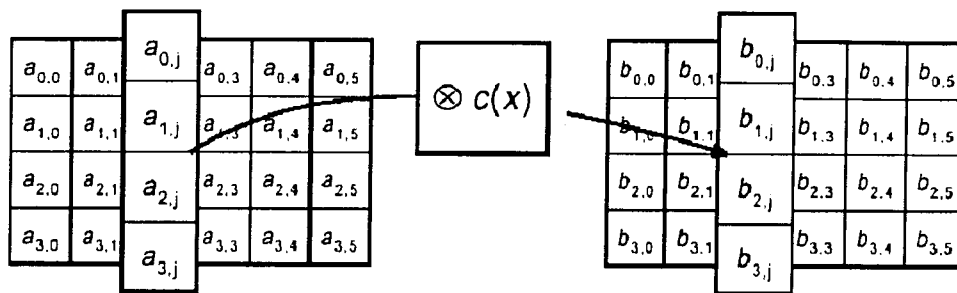 a0,0 a0,1 a0,j a0,3 a0,4 a0,5
a1,0 a1,1 a1,j 1,3 a1,4 a1,5
a2,0 a2,1 a2,j a2,3 a2,4 a2,5
a3,0 a3,1 a3,j a3,3 a3,4 a3,5
⊗ c(x)
b0,0 b0,1 b0,j b0,3 b0,4 b0,5
b1,0 b1,1 b1,j b1,3 b1,4 b1,5
b2,0 b2,1 b2,j b2,3 b2,4 b2,5
b3,0 b3,1 b3,j b3,3 b3,4 b3,5